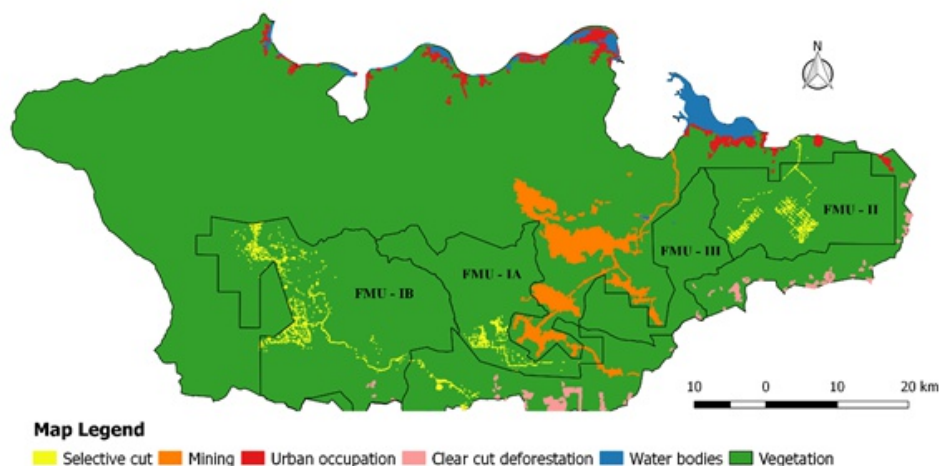 N
FMU - II
FMU - III
FMU - IA
FMU - IB
10 0 10 20 km
Map Legend
Selective cut Mining Urban occupation Clear cut deforestation Water bodies Vegetation